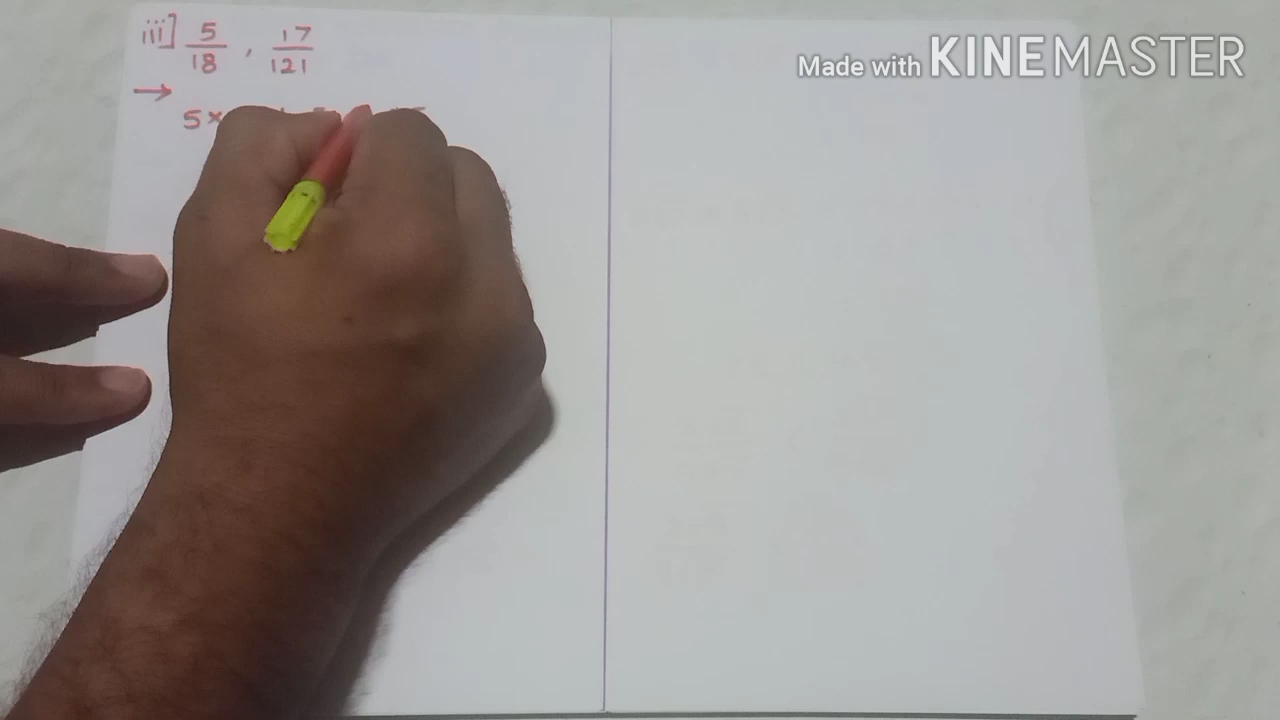 iii] 5/18 , 17/121
→
5×
Made with KINEMASTER